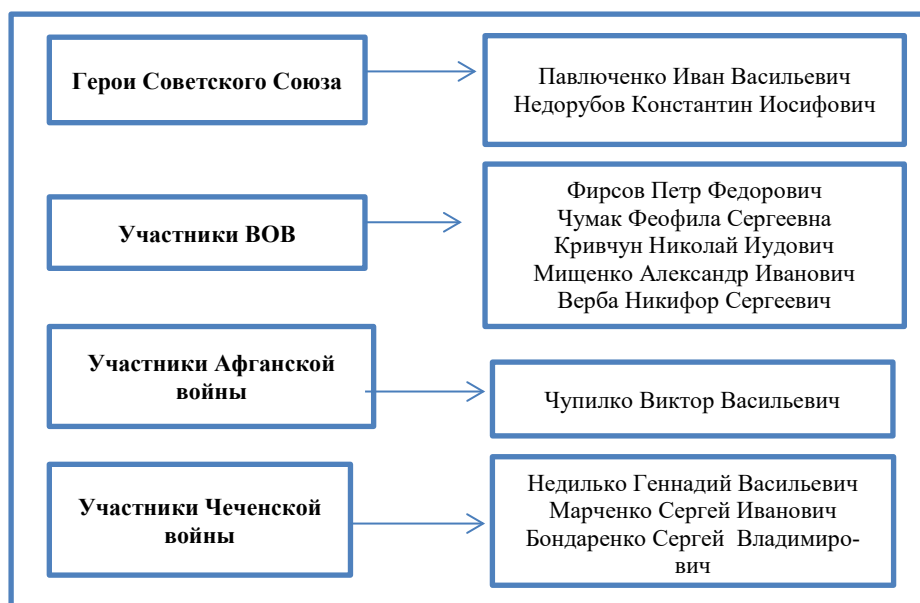 Герои Советского Союза
Павлюченко Иван Васильевич
Недорубов Константин Иосифович
Участники ВОВ
Фирсов Петр Федорович
Чумак Феофила Сергеевна
Кривчун Николай Иудович
Мищенко Александр Иванович
Верба Никифор Сергеевич
Участники Афганской
войны
Чупилко Виктор Васильевич
Участники Чеченской
войны
Недилько Геннадий Васильевич
Марченко Сергей Иванович
Бондаренко Сергей  Владимиро-
вич